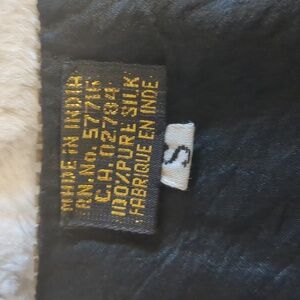 MADE IN INDIA
RN.No. 57716
C.A. 02784
100% PURE SILK
FABRIQUE EN INDE
S